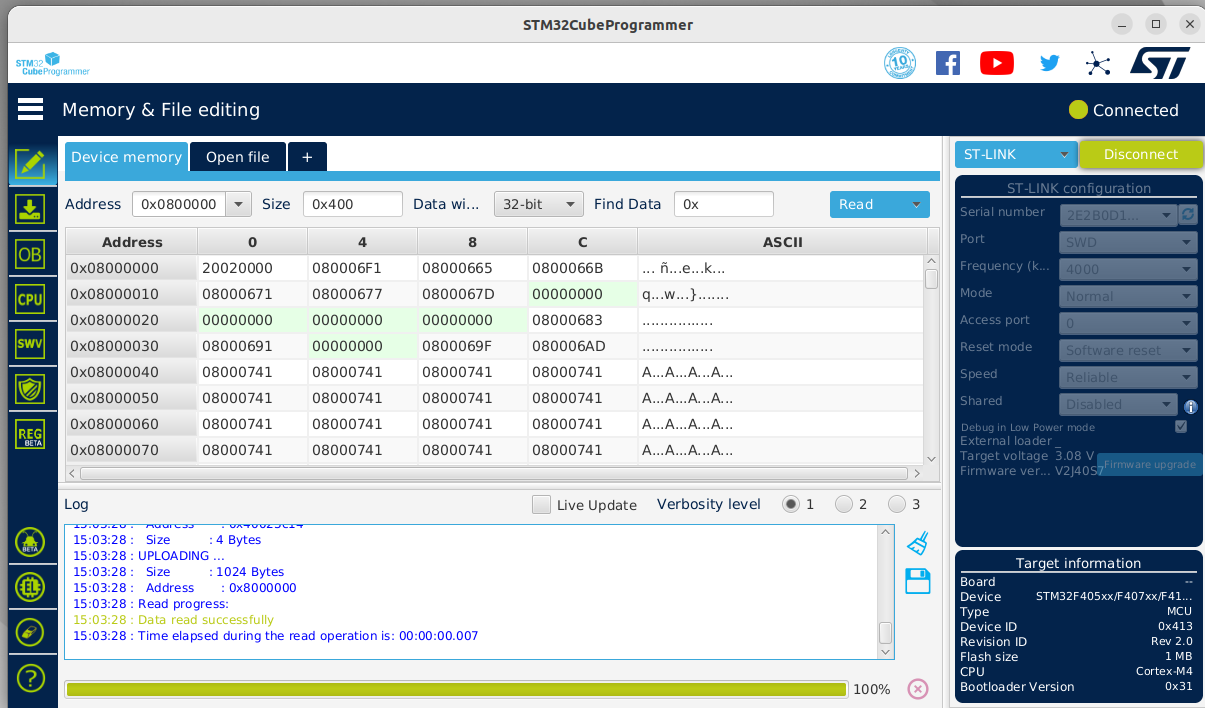 STM32CubeProgrammer
STM32
CubeProgrammer
10
Memory & File editing
Connected
Device memory Open file +
Address 0x0800000 Size 0x400 Data wi... 32-bit Find Data 0x Read
Address 0 4 8 C ASCII
0x08000000 20020000 080006F1 08000665 0800066B ... ñ...e...k...
0x08000010 08000671 08000677 0800067D 00000000 q...w...}.......
0x08000020 00000000 00000000 00000000 08000683 ................
0x08000030 08000691 00000000 0800069F 080006AD ................
0x08000040 08000741 08000741 08000741 08000741 A...A...A...A...
0x08000050 08000741 08000741 08000741 08000741 A...A...A...A...
0x08000060 08000741 08000741 08000741 08000741 A...A...A...A...
0x08000070 08000741 08000741 08000741 08000741 A...A...A...A...
OB
CPU
SWV
REG
BETA
BETA
Log Live Update Verbosity level 1 2 3
15:03:28 : Address : 0x40023c14
15:03:28 : Size : 4 Bytes
15:03:28 : UPLOADING ...
15:03:28 : Size : 1024 Bytes
15:03:28 : Address : 0x8000000
15:03:28 : Read progress:
15:03:28 : Data read successfully
15:03:28 : Time elapsed during the read operation is: 00:00:00.007
100%
ST-LINK Disconnect
ST-LINK configuration
Serial number 2E2B0D1...
Port SWD
Frequency (k... 4000
Mode Normal
Access port 0
Reset mode Software reset
Speed Reliable
Shared Disabled
Debug in Low Power mode
External loader _
Target voltage 3.08 V
Firmware ver... V2J40S7 Firmware upgrade
Target information
Board --
Device STM32F405xx/F407xx/F41...
Type MCU
Device ID 0x413
Revision ID Rev 2.0
Flash size 1 MB
CPU Cortex-M4
Bootloader Version 0x31